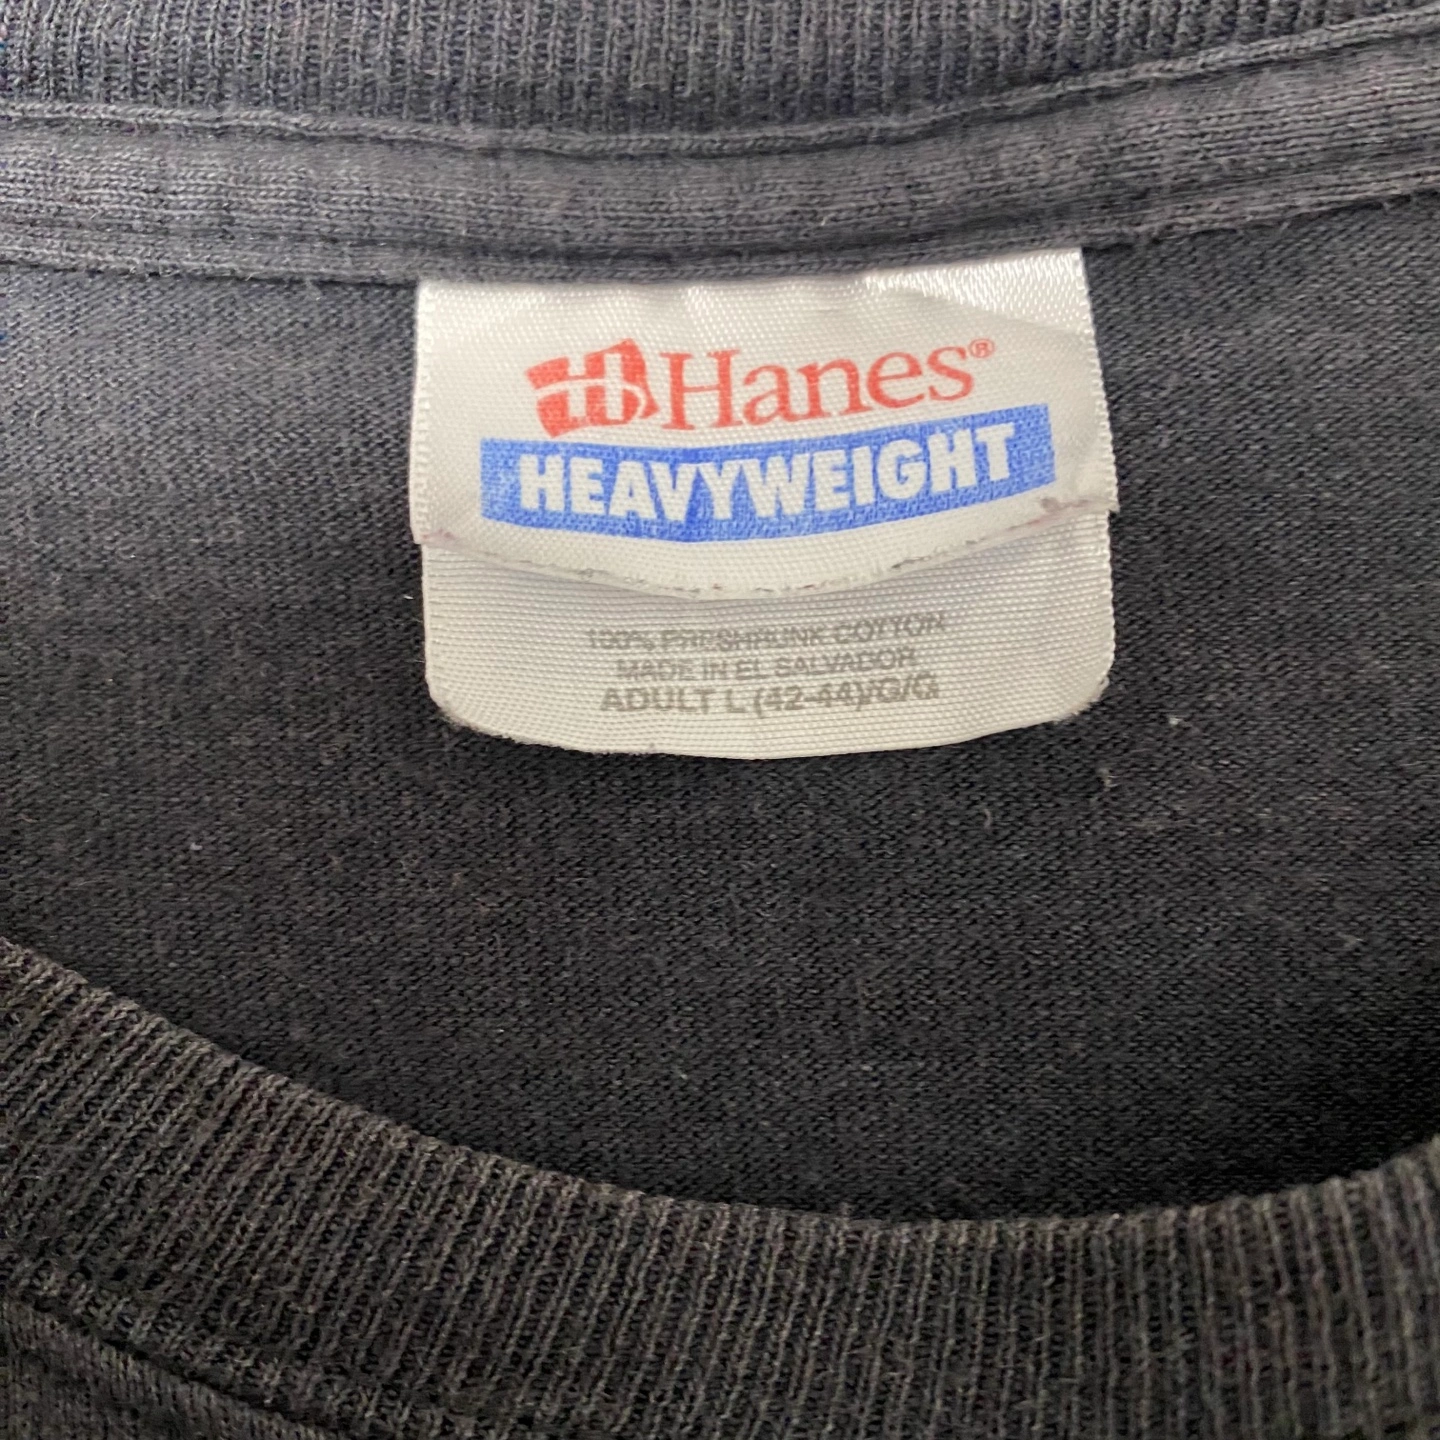 Hanes®
HEAVYWEIGHT
100% PRESHRUNK COTTON
MADE IN EL SALVADOR
ADULT L (42-44)/G/G